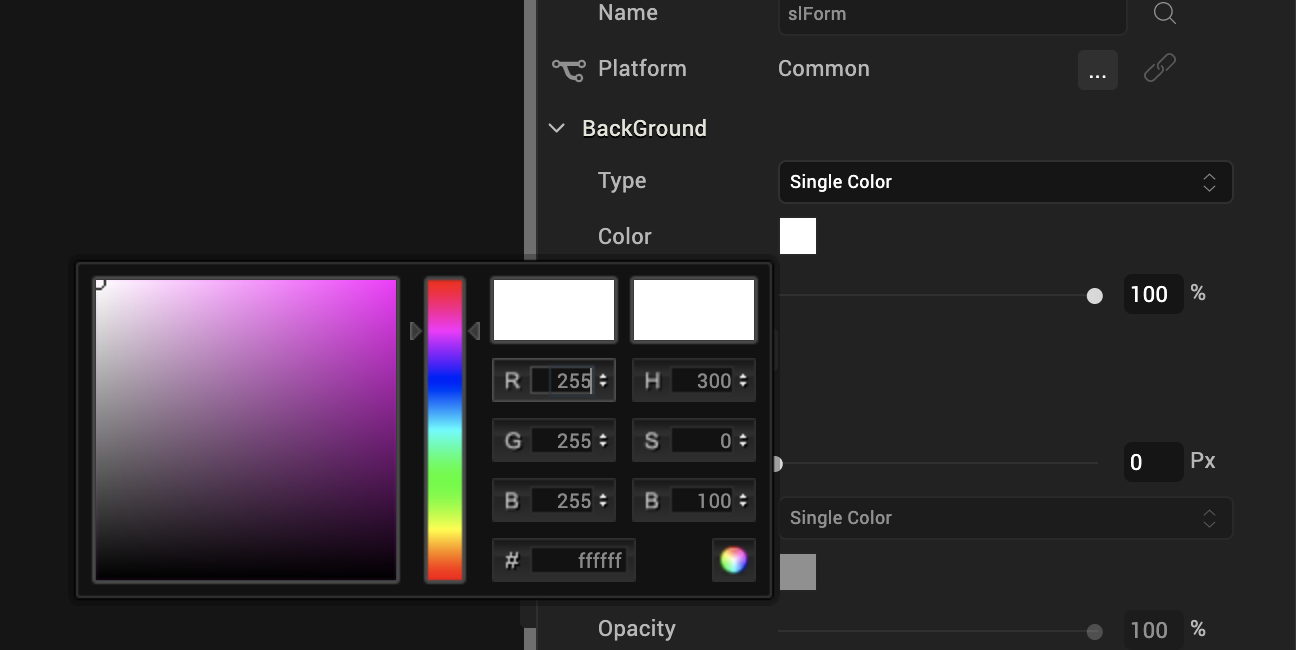 Name slForm
Platform Common ...
BackGround
Type Single Color
Color
100 %
R 255 H 300
G 255 S 0
0 Px
B 255 B 100
Single Color
# ffffff
Opacity 100 %